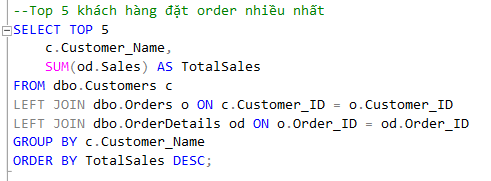 --Top 5 khách hàng đặt order nhiều nhất
SELECT TOP 5
    c.Customer_Name,
    SUM(od.Sales) AS TotalSales
FROM dbo.Customers c
LEFT JOIN dbo.Orders o ON c.Customer_ID = o.Customer_ID
LEFT JOIN dbo.OrderDetails od ON o.Order_ID = od.Order_ID
GROUP BY c.Customer_Name
ORDER BY TotalSales DESC;